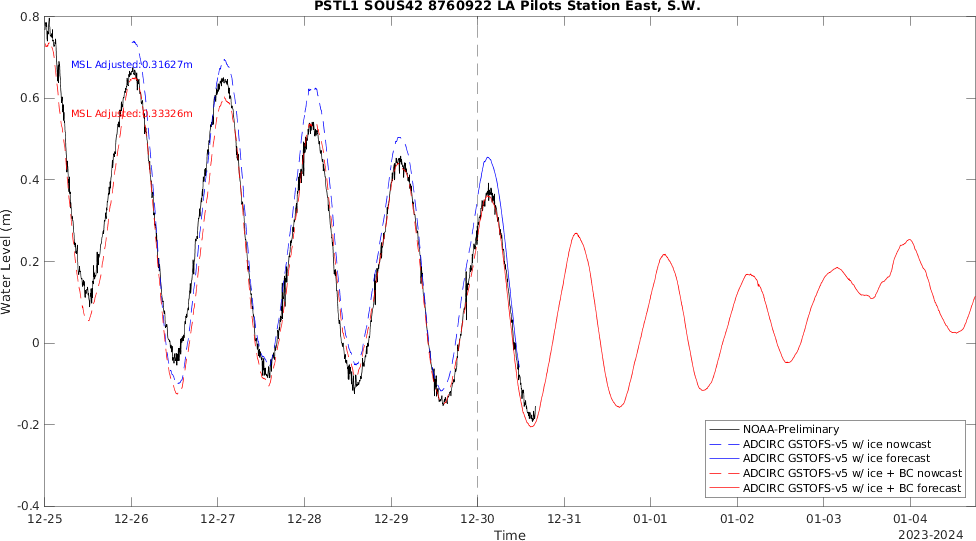 PSTL1 SOUS42 8760922 LA Pilots Station East, S.W.
0.8
MSL Adjusted:0.31627m
0.6
MSL Adjusted:0.33326m
0.4
0.2
0
-0.2
-0.4
Water Level (m)
NOAA-Preliminary
ADCIRC GSTOFS-v5 w/ ice nowcast
ADCIRC GSTOFS-v5 w/ ice forecast
ADCIRC GSTOFS-v5 w/ ice + BC nowcast
ADCIRC GSTOFS-v5 w/ ice + BC forecast
12-25 12-26 12-27 12-28 12-29 12-30 12-31 01-01 01-02 01-03 01-04
Time
2023-2024